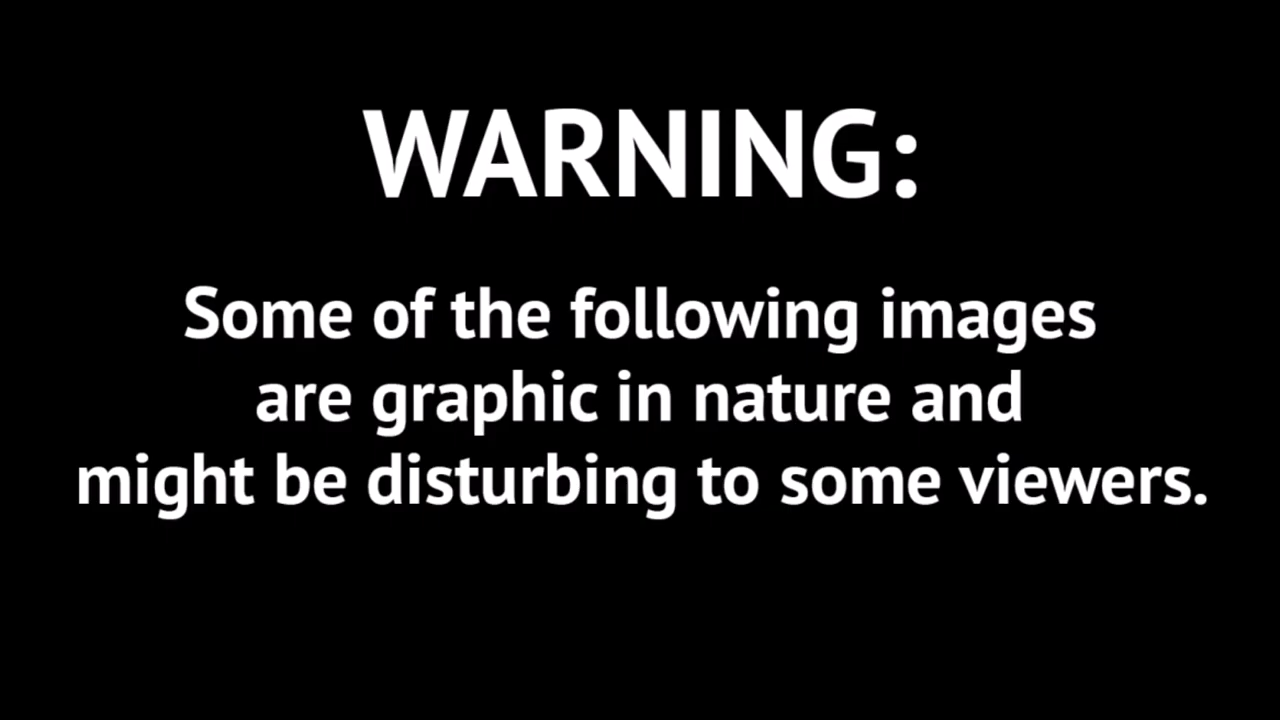 WARNING:
Some of the following images
are graphic in nature and
might be disturbing to some viewers.